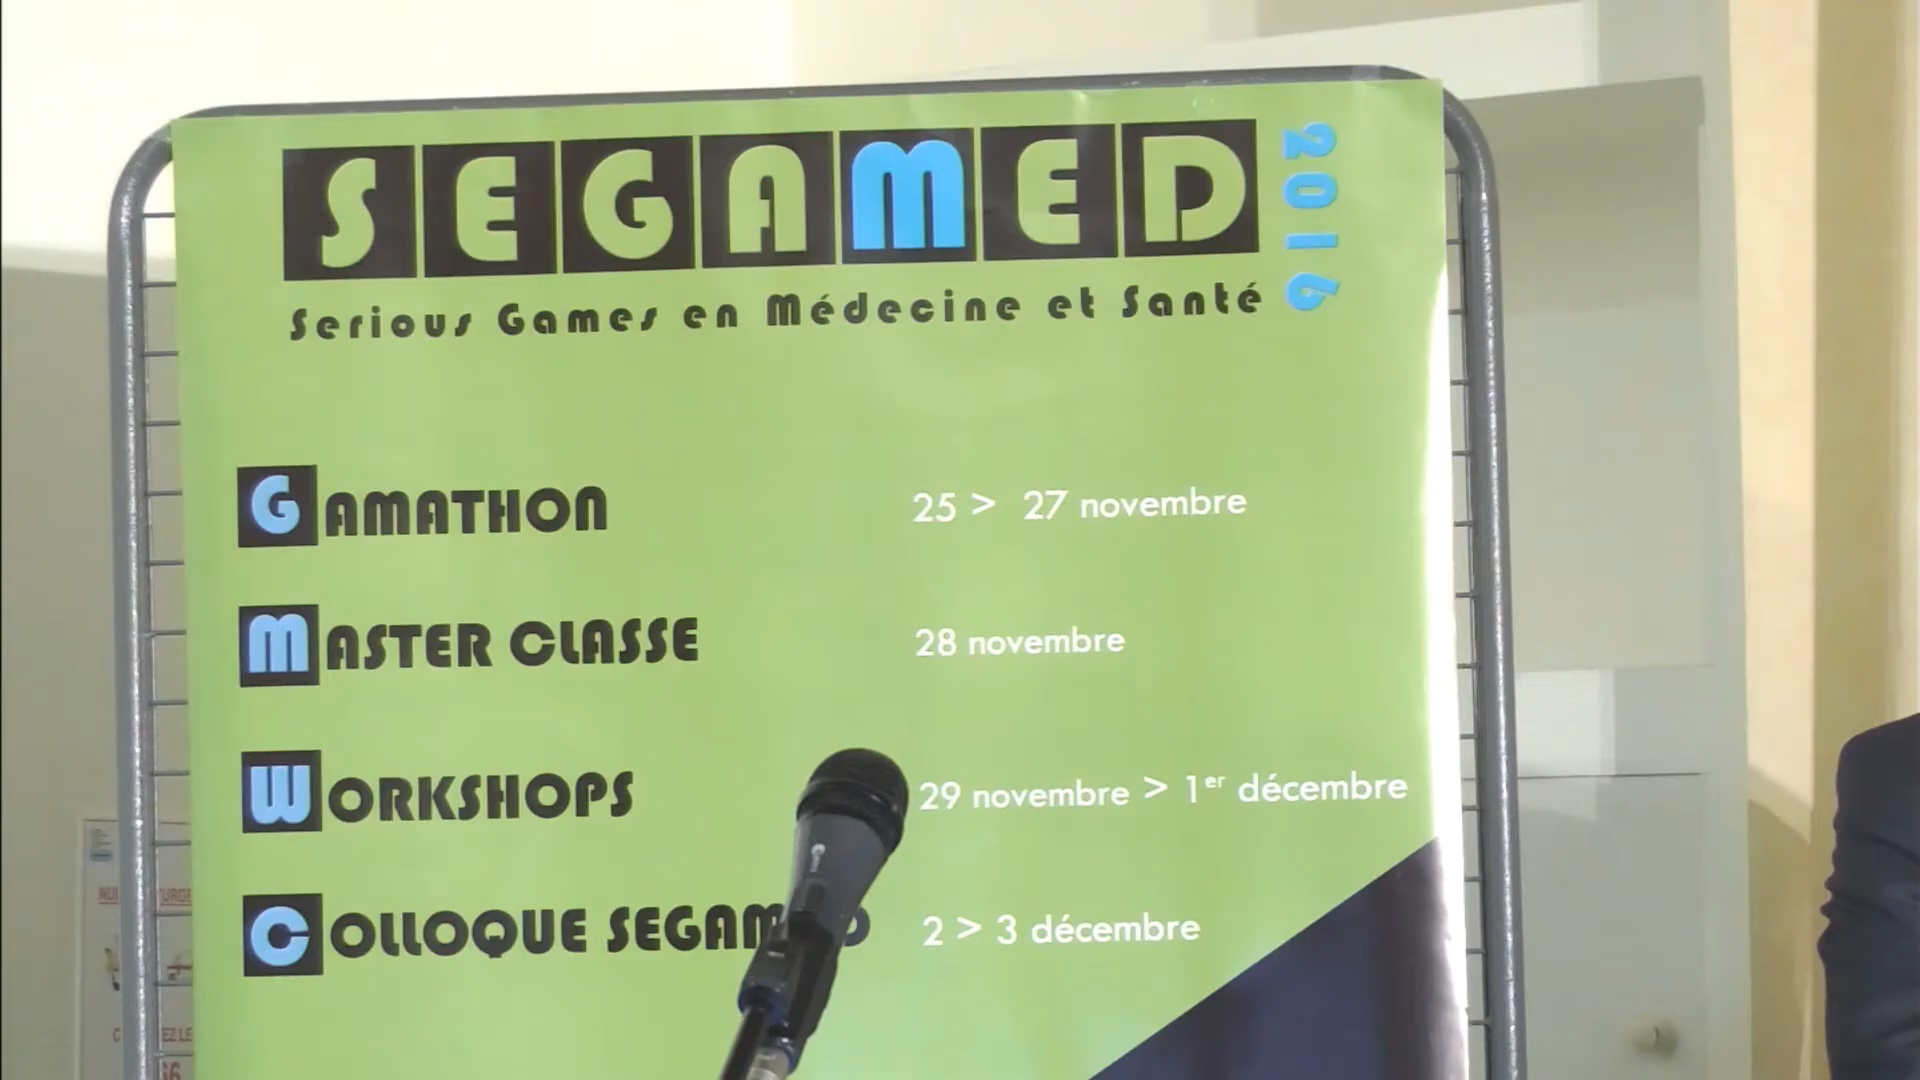 SEGAMED 2016
Serious Games en Médecine et Santé
GAMATHON 25 > 27 novembre
MASTER CLASSE 28 novembre
WORKSHOPS 29 novembre > 1er décembre
COLLOQUE SEGAMED 2 > 3 décembre